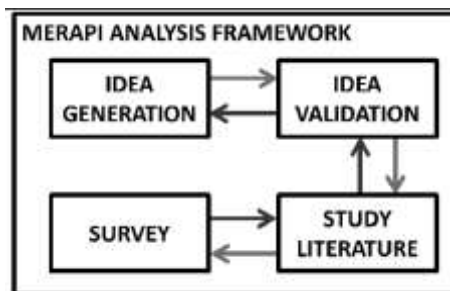 MERAPI ANALYSIS FRAMEWORK
IDEA
GENERATION
IDEA
VALIDATION
SURVEY
STUDY
LITERATURE